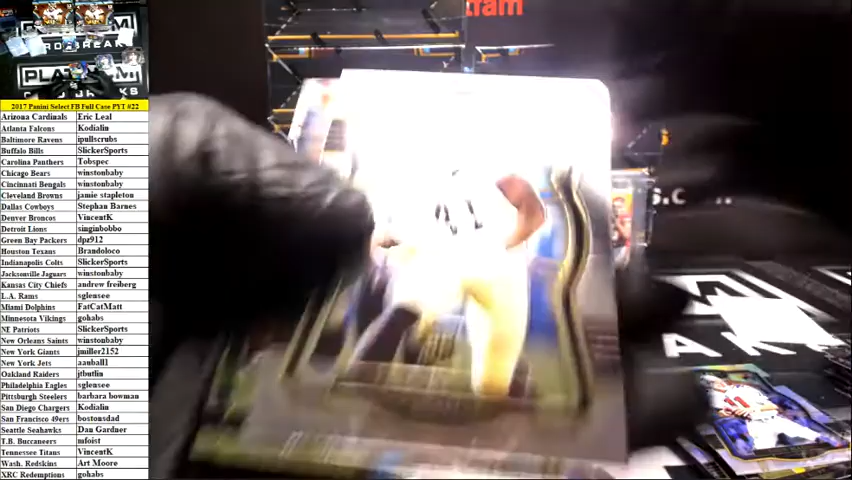 2017 Panini Select FB Full Case PYT #22
Arizona Cardinals Eric Leal
Atlanta Falcons Kodialin
Baltimore Ravens ipullscrubs
Buffalo Bills SlickerSports
Carolina Panthers Tobspec
Chicago Bears winstonbaby
Cincinnati Bengals winstonbaby
Cleveland Browns jamie stapleton
Dallas Cowboys Stephan Barnes
Denver Broncos VincentK
Detroit Lions singinbobbo
Green Bay Packers dpz912
Houston Texans Brandoloco
Indianapolis Colts SlickerSports
Jacksonville Jaguars winstonbaby
Kansas City Chiefs andrew freiberg
L.A. Rams sglensee
Miami Dolphins FatCatMatt
Minnesota Vikings gohabs
NE Patriots SlickerSports
New Orleans Saints winstonbaby
New York Giants jmiller2152
New York Jets aanball1
Oakland Raiders jtbutlin
Philadelphia Eagles sglensee
Pittsburgh Steelers barbara bowman
San Diego Chargers Kodialin
San Francisco 49ers bostonsdad
Seattle Seahawks Dan Gardner
T.B. Buccaneers mfoist
Tennessee Titans VincentK
Wash. Redskins Art Moore
XRC Redemptions gohabs
41
11